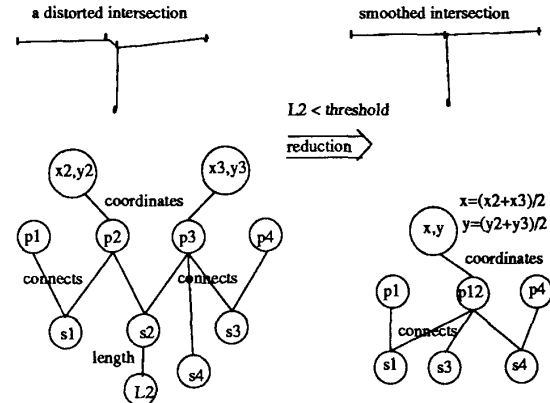 a distorted intersection
smoothed intersection
L2 < threshold
reduction
x2,y2
x3,y3
coordinates
p1
p2
p3
p4
connects
connects
s1
s2
s3
length
s4
L2
x=(x2+x3)/2
x,y
y=(y2+y3)/2
coordinates
p1
p12
p4
connects
s1
s3
s4